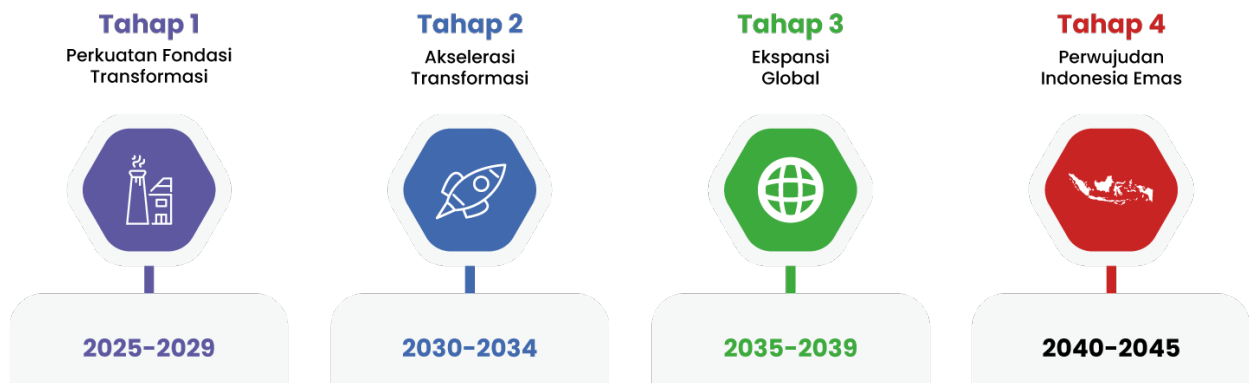 Tahap 1
Perkuatan Fondasi
Transformasi
2025-2029
Tahap 2
Akselerasi
Transformasi
2030-2034
Tahap 3
Ekspansi
Global
2035-2039
Tahap 4
Perwujudan
Indonesia Emas
2040-2045